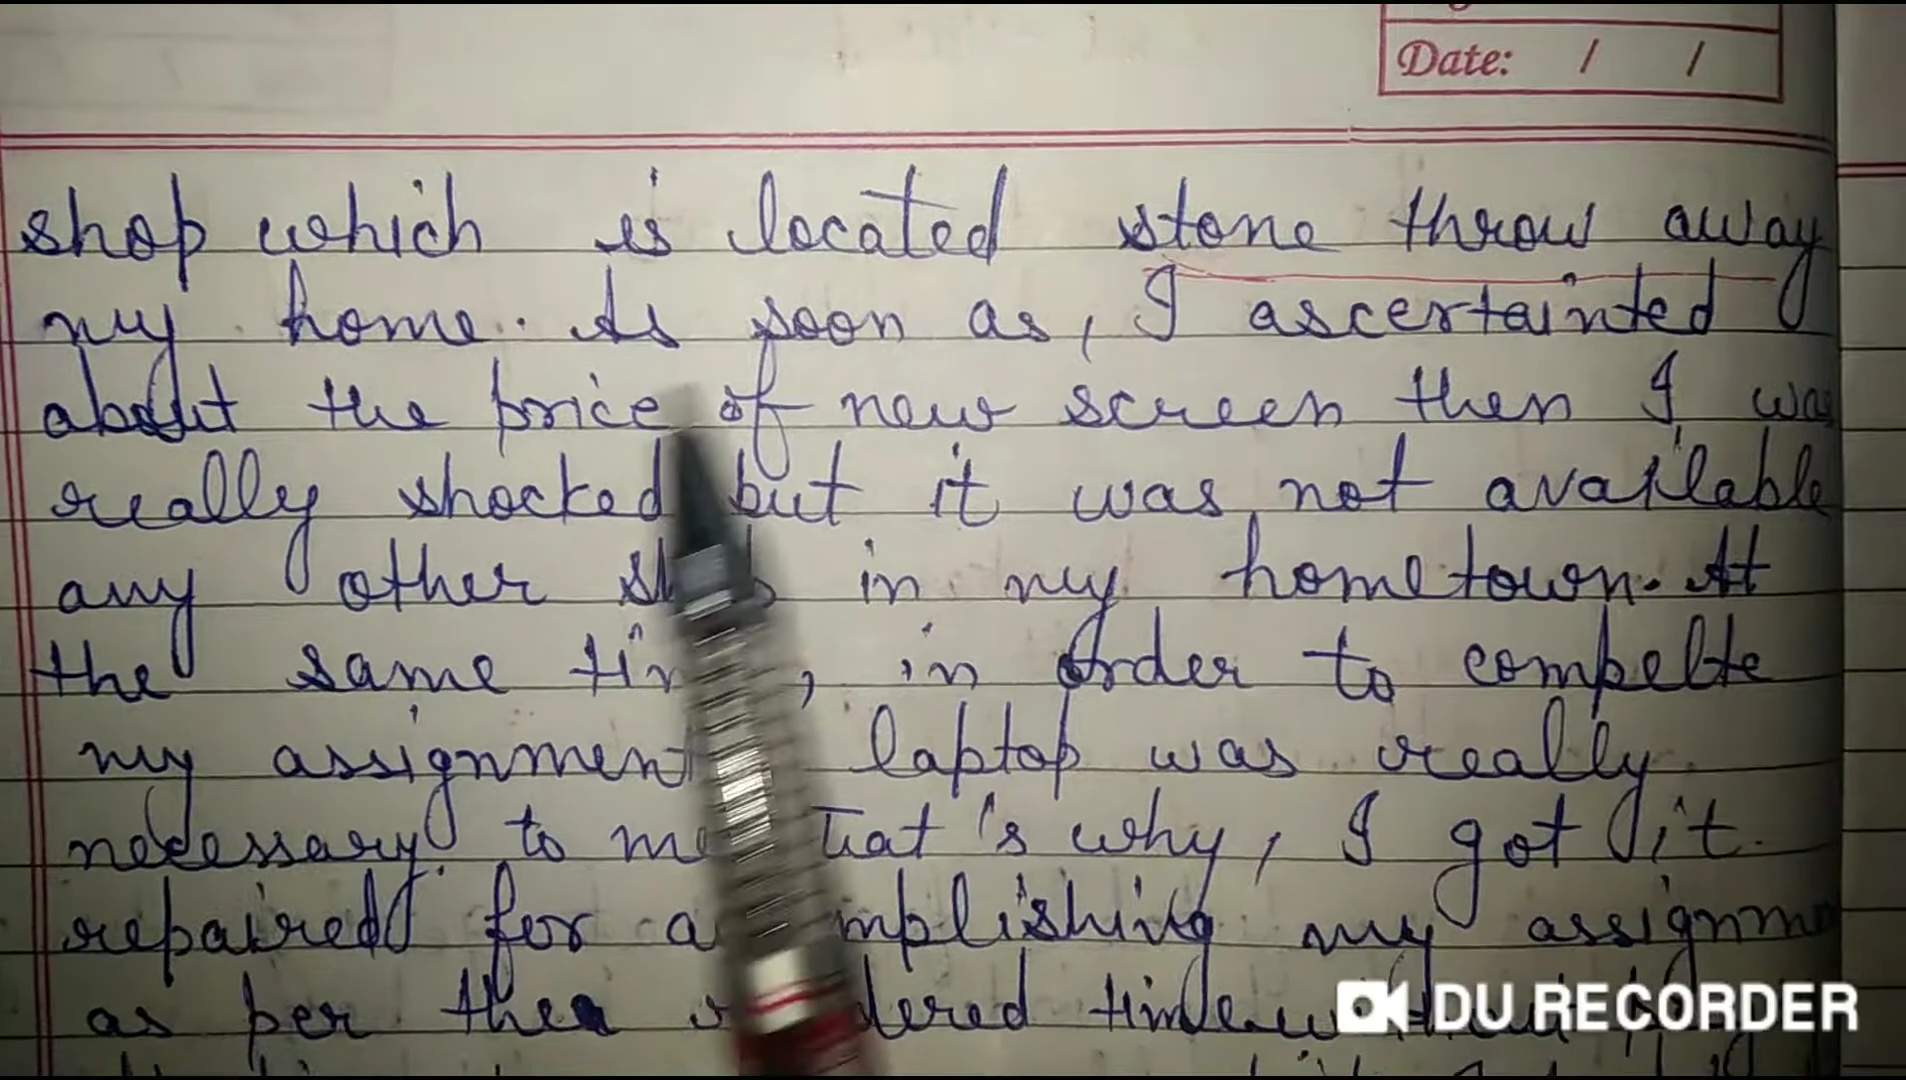 Date: / /
shop which is located stone throw away
my home. As soon as, I ascertainted
about the price of new screen then I was
really shocked but it was not available
any other in my hometown. At
the same , in order to compelte
my assignment laptop was really
necessary to me that's why, I got it
repaired for my assignme
as per the time
DU RECORDER